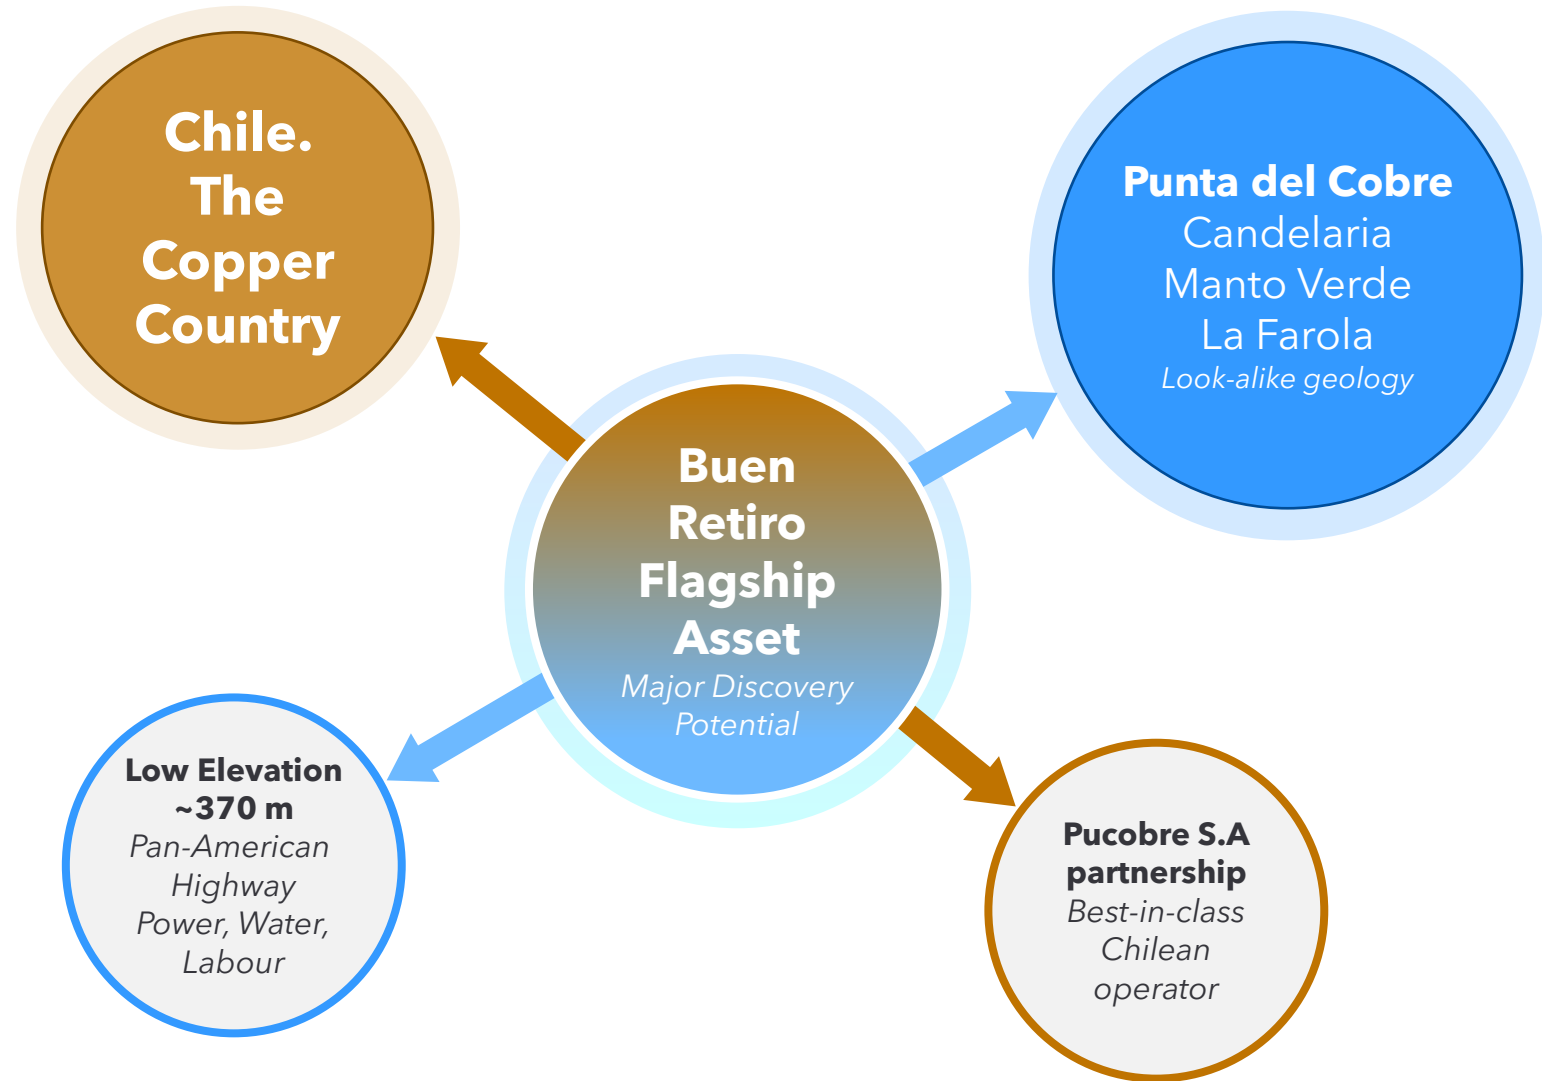 Chile.
The
Copper
Country
Punta del Cobre
Candelaria
Manto Verde
La Farola
Look-alike geology
Buen
Retiro
Flagship
Asset
Major Discovery
Potential
Low Elevation
~370 m
Pan-American
Highway
Power, Water,
Labour
Pucobre S.A
partnership
Best-in-class
Chilean
operator